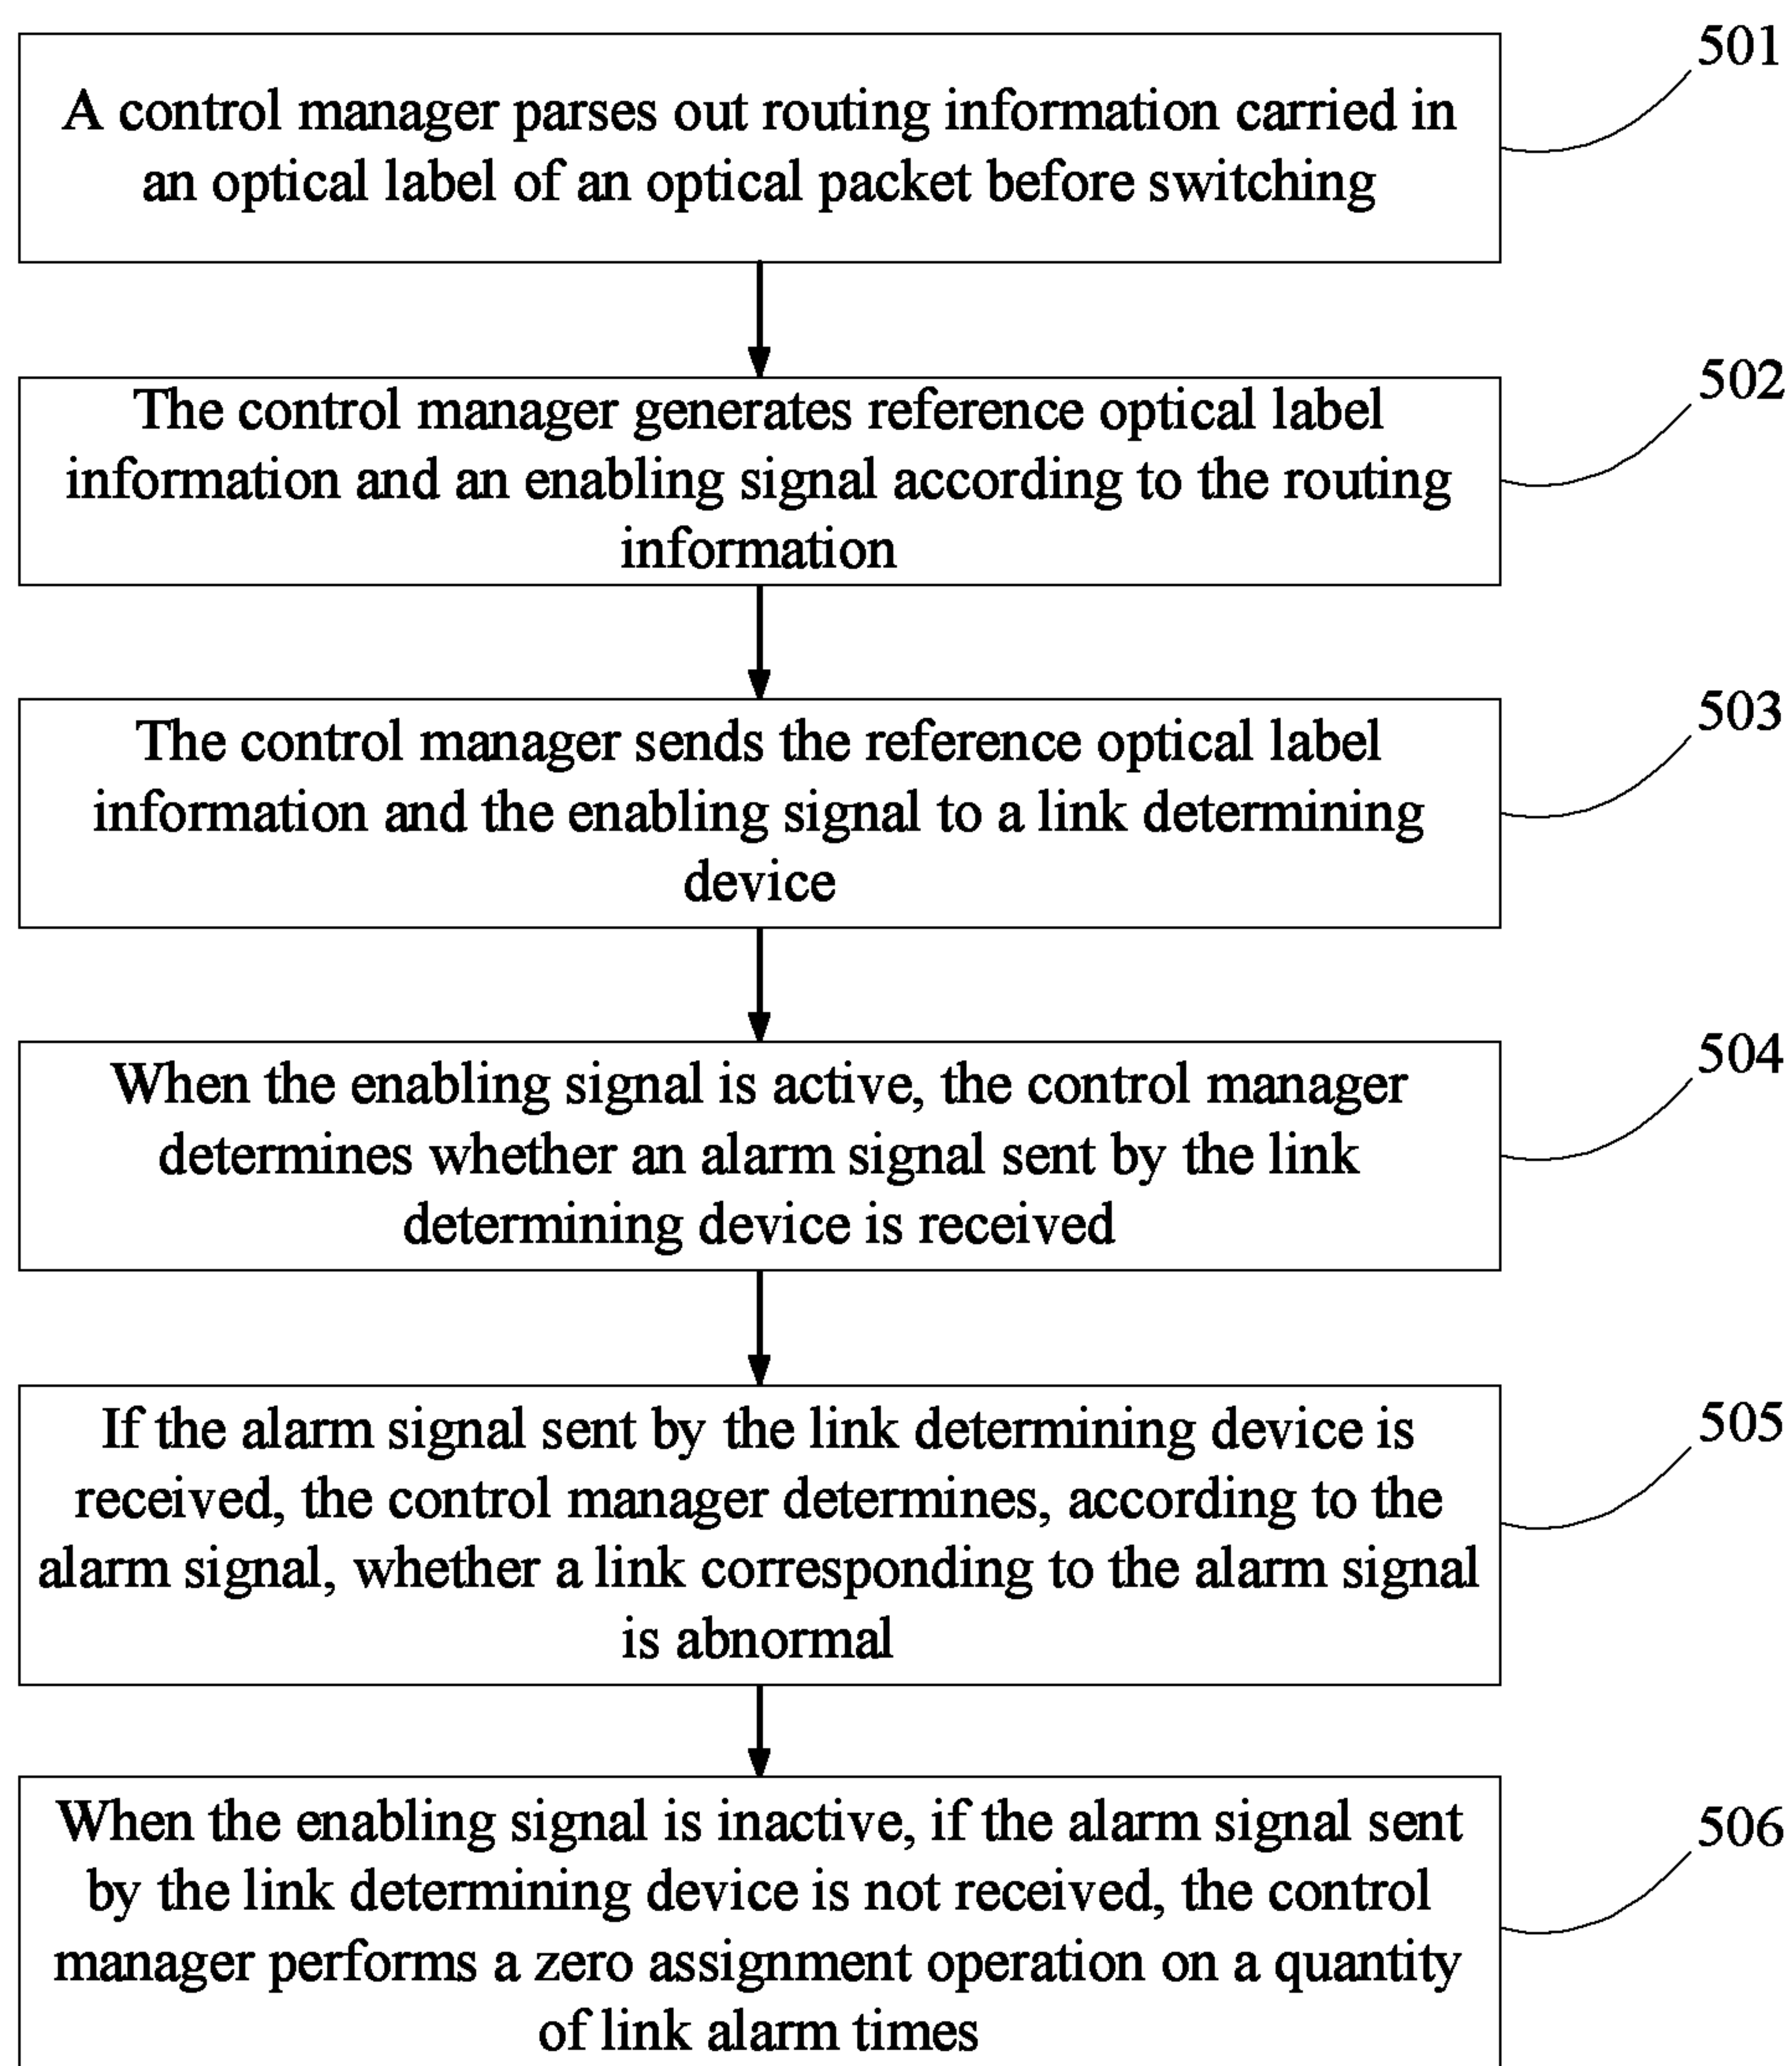 501
A control manager parses out routing information carried in
an optical label of an optical packet before switching
502
The control manager generates reference optical label
information and an enabling signal according to the routing
information
503
The control manager sends the reference optical label
information and the enabling signal to a link determining
device
504
When the enabling signal is active, the control manager
determines whether an alarm signal sent by the link
determining device is received
505
If the alarm signal sent by the link determining device is
received, the control manager determines, according to the
alarm signal, whether a link corresponding to the alarm signal
is abnormal
506
When the enabling signal is inactive, if the alarm signal sent
by the link determining device is not received, the control
manager performs a zero assignment operation on a quantity
of link alarm times